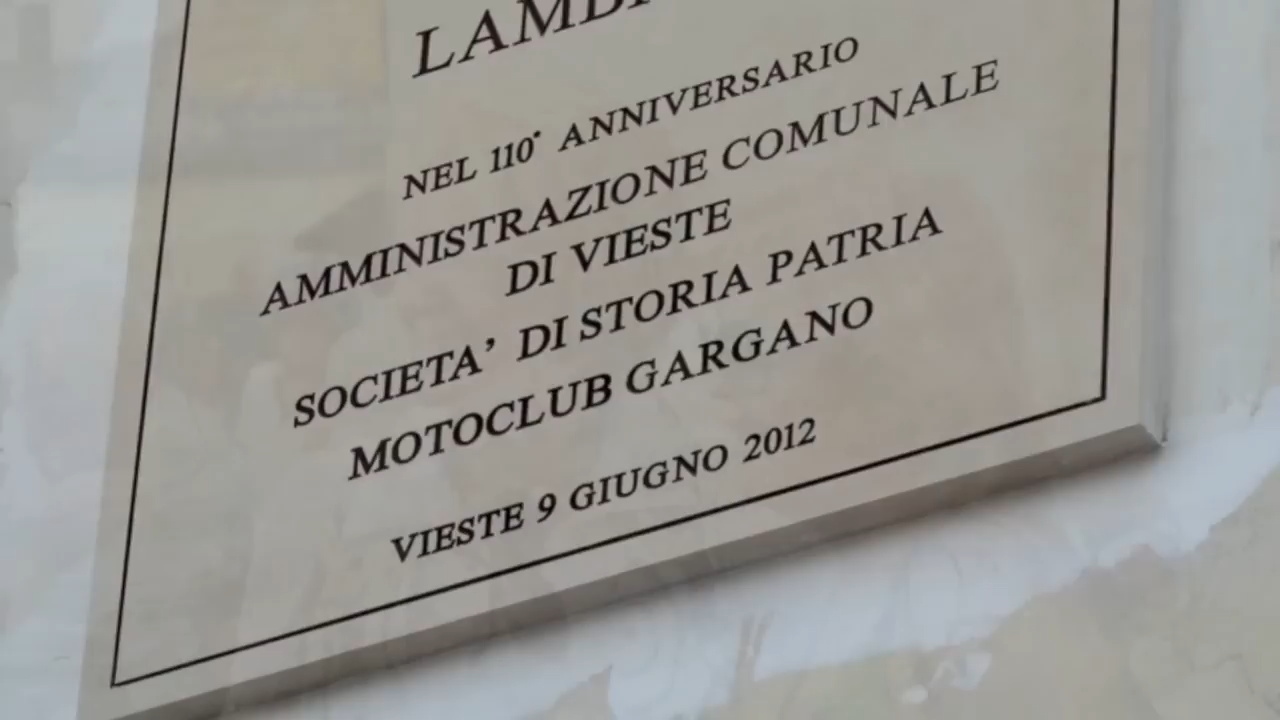 NEL 110° ANNIVERSARIO
AMMINISTRAZIONE COMUNALE
DI VIESTE
SOCIETA' DI STORIA PATRIA
MOTOCLUB GARGANO
VIESTE 9 GIUGNO 2012